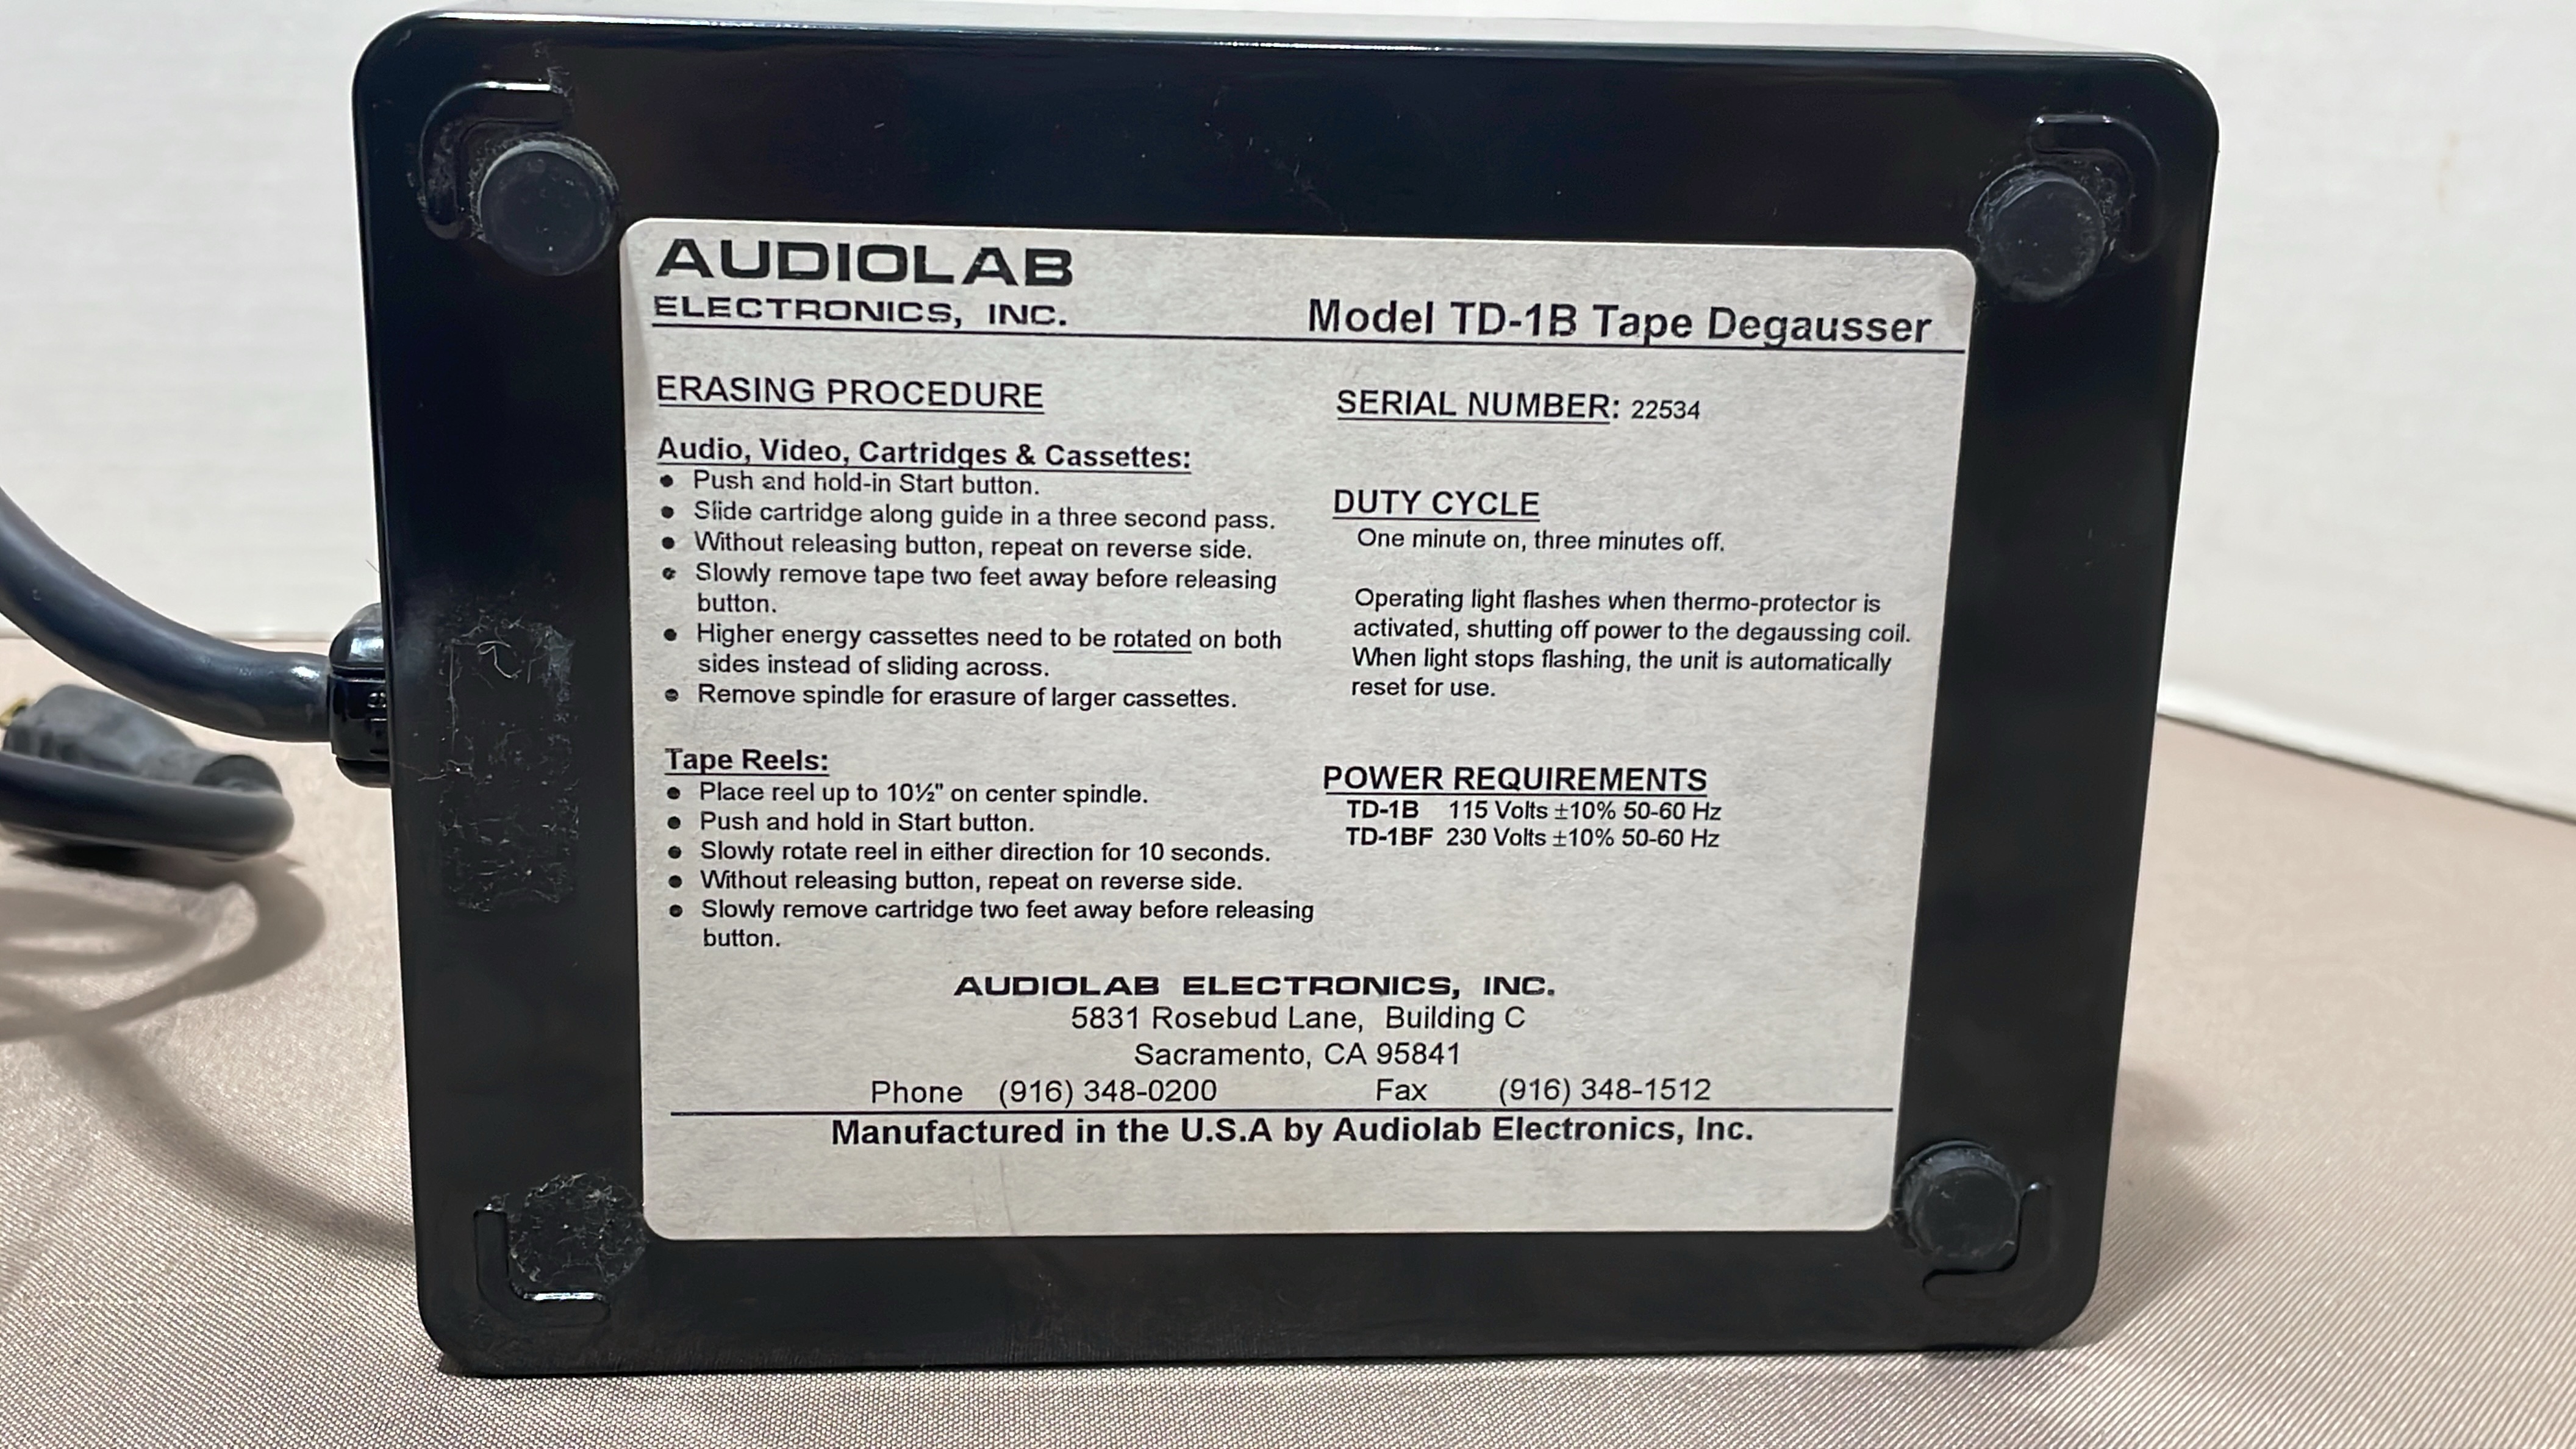 AUDIOLAB
ELECTRONICS, INC.
Model TD-1B Tape Degausser
ERASING PROCEDURE
Audio, Video, Cartridges & Cassettes:
• Push and hold-in Start button.
• Slide cartridge along guide in a three second pass.
• Without releasing button, repeat on reverse side.
• Slowly remove tape two feet away before releasing
button.
• Higher energy cassettes need to be rotated on both
sides instead of sliding across.
• Remove spindle for erasure of larger cassettes.
Tape Reels:
• Place reel up to 10½" on center spindle.
• Push and hold in Start button.
• Slowly rotate reel in either direction for 10 seconds.
• Without releasing button, repeat on reverse side.
• Slowly remove cartridge two feet away before releasing
button.
SERIAL NUMBER: 22534
DUTY CYCLE
One minute on, three minutes off.
Operating light flashes when thermo-protector is
activated, shutting off power to the degaussing coil.
When light stops flashing, the unit is automatically
reset for use.
POWER REQUIREMENTS
TD-1B 115 Volts ±10% 50-60 Hz
TD-1BF 230 Volts ±10% 50-60 Hz
AUDIOLAB ELECTRONICS, INC.
5831 Rosebud Lane, Building C
Sacramento, CA 95841
Phone (916) 348-0200 Fax (916) 348-1512
Manufactured in the U.S.A by Audiolab Electronics, Inc.